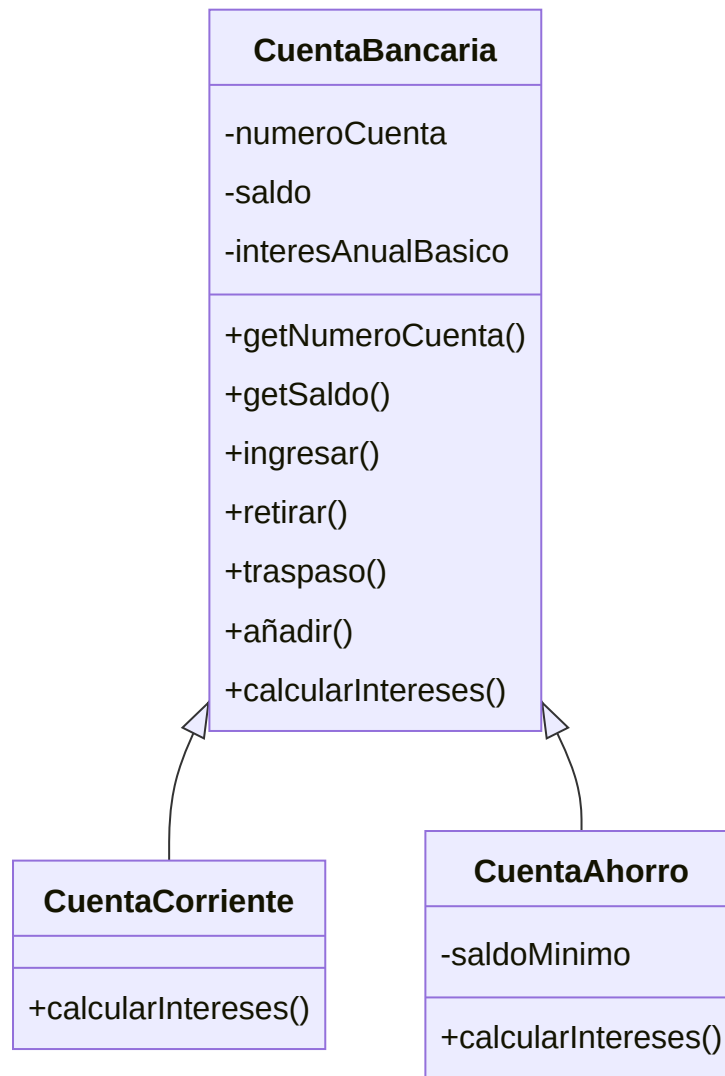 CuentaBancaria
-numeroCuenta
-saldo
-interesAnualBasico
+getNumeroCuenta()
+getSaldo()
+ingresar()
+retirar()
+traspaso()
+añadir()
+calcularIntereses()
CuentaCorriente
+calcularIntereses()
CuentaAhorro
-saldoMinimo
+calcularIntereses()